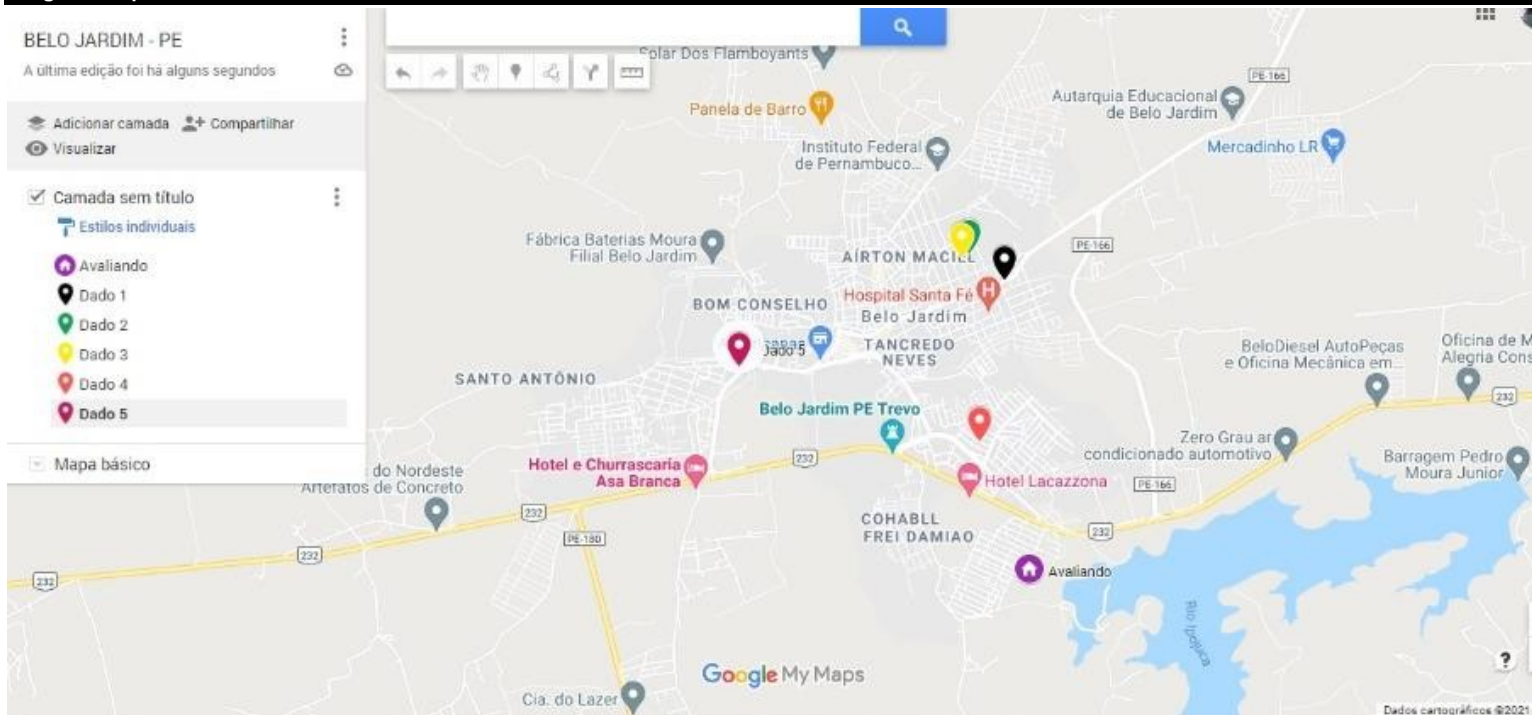 BELO JARDIM - PE
A última edição foi há alguns segundos
Adicionar camada
Compartilhar
Visualizar
Camada sem título
Estilos individuais
Avaliando
Dado 1
Dado 2
Dado 3
Dado 4
Dado 5
Mapa básico
Solar Dos Flamboyants
Panela de Barro
Instituto Federal
de Pernambuco...
PE-166
Autarquia Educacional
de Belo Jardim
Mercadinho LR
Fábrica Baterias Moura
Filial Belo Jardim
AÍRTON MACIEL
PE-166
BOM CONSELHO
Hospital Santa Fé
Belo Jardim
Dado 5
TANCREDO
NEVES
BeloDiesel AutoPeças
e Oficina Mecânica em...
Oficina de M
Alegria Cons
SANTO ANTÔNIO
232
Belo Jardim PE Trevo
Zero Grau ar
condicionado automotivo
Barragem Pedro
Moura Junior
do Nordeste
Artefatos de Concreto
Hotel e Churrascaria
Asa Branca
232
Hotel Lacazzona
PE-166
232
PE-180
COHABLL
FREI DAMIAO
232
232
232
Avaliando
Rio Ipojuca
Google My Maps
Cia. do Lazer
?
Dados cartográficos ©2021